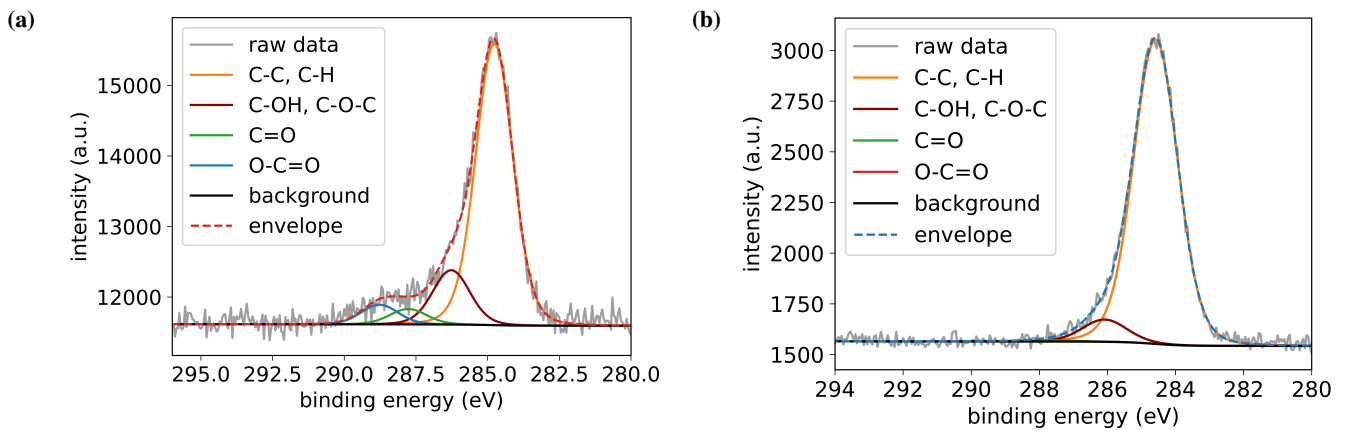 (a)
raw data
C-C, C-H
C-OH, C-O-C
C=O
O-C=O
background
envelope
intensity (a.u.)
15000
14000
13000
12000
295.0 292.5 290.0 287.5 285.0 282.5 280.0
binding energy (eV)
(b)
raw data
C-C, C-H
C-OH, C-O-C
C=O
O-C=O
background
envelope
intensity (a.u.)
3000
2750
2500
2250
2000
1750
1500
294 292 290 288 286 284 282 280
binding energy (eV)